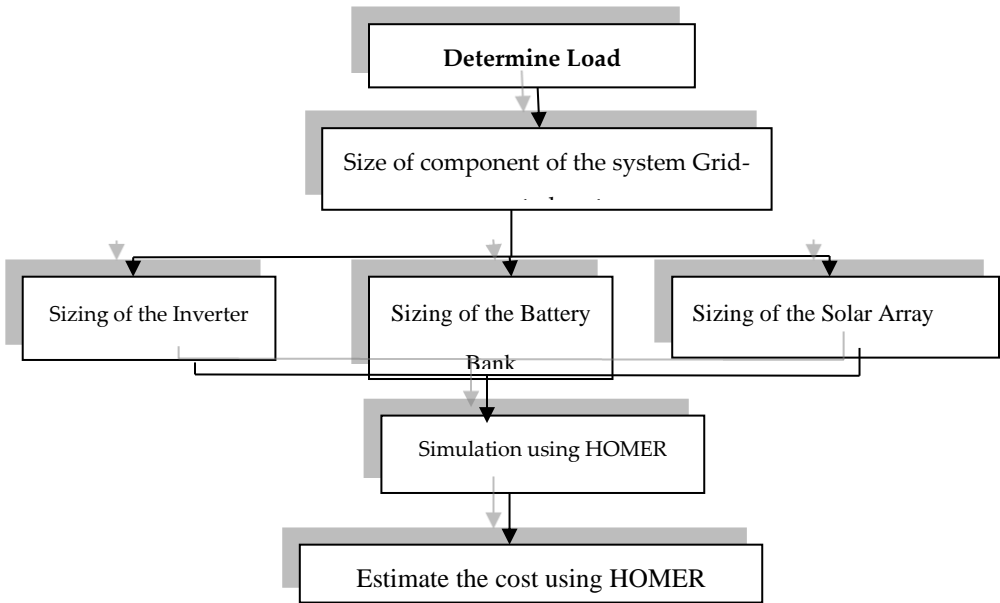 Determine Load
Size of component of the system Grid-
Sizing of the Inverter
Sizing of the Battery
Bank
Sizing of the Solar Array
Simulation using HOMER
Estimate the cost using HOMER